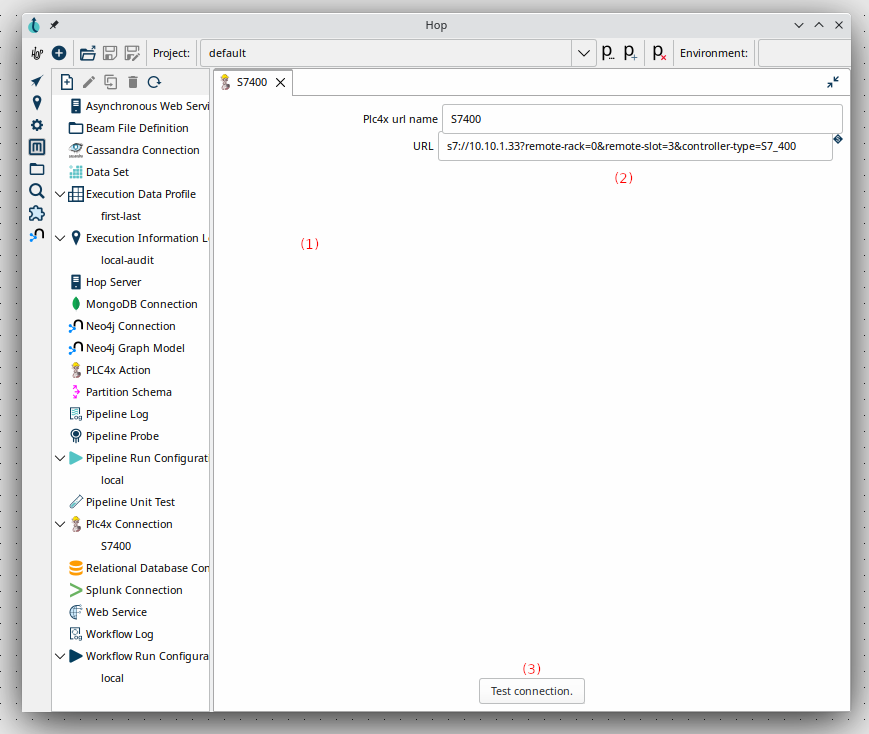 Hop
Hop
Project:
default
p...
p+
px
Environment:
S7400
Asynchronous Web Servi
Beam File Definition
Cassandra Connection
Data Set
Execution Data Profile
first-last
Execution Information L
local-audit
Hop Server
MongoDB Connection
Neo4j Connection
Neo4j Graph Model
PLC4x Action
Partition Schema
Pipeline Log
Pipeline Probe
Pipeline Run Configurat
local
Pipeline Unit Test
Plc4x Connection
S7400
Relational Database Con
Splunk Connection
Web Service
Workflow Log
Workflow Run Configura
local
Plc4x url name
S7400
URL
s7://10.10.1.33?remote-rack=0&remote-slot=3&controller-type=S7_400
(2)
(1)
(3)
Test connection.